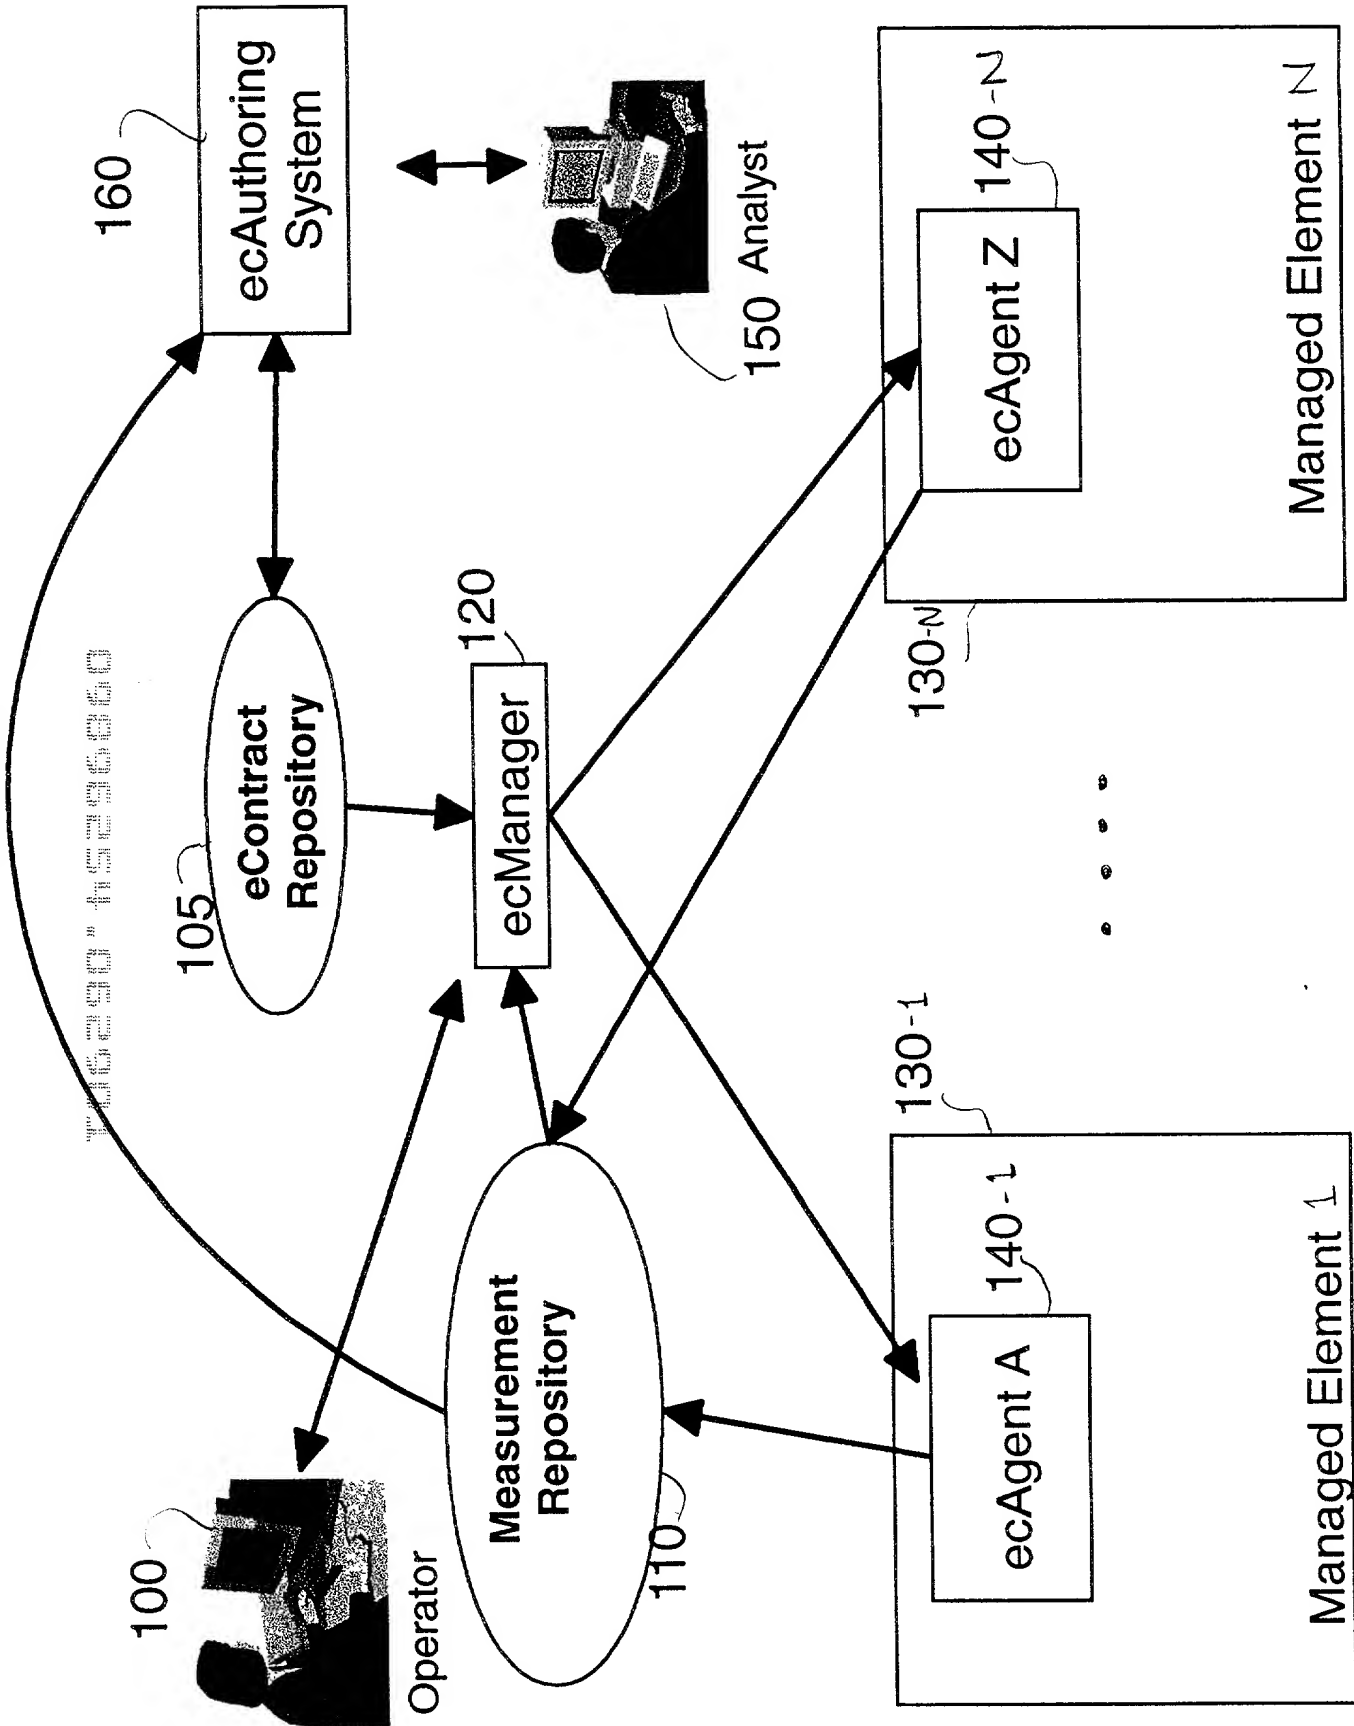 100
Operator
160
ecAuthoring
System
105
eContract
Repository
150 Analyst
120
ecManager
Measurement
Repository
110
130-1
140-1
ecAgent A
Managed Element 1
130-N
140-N
ecAgent Z
Managed Element N